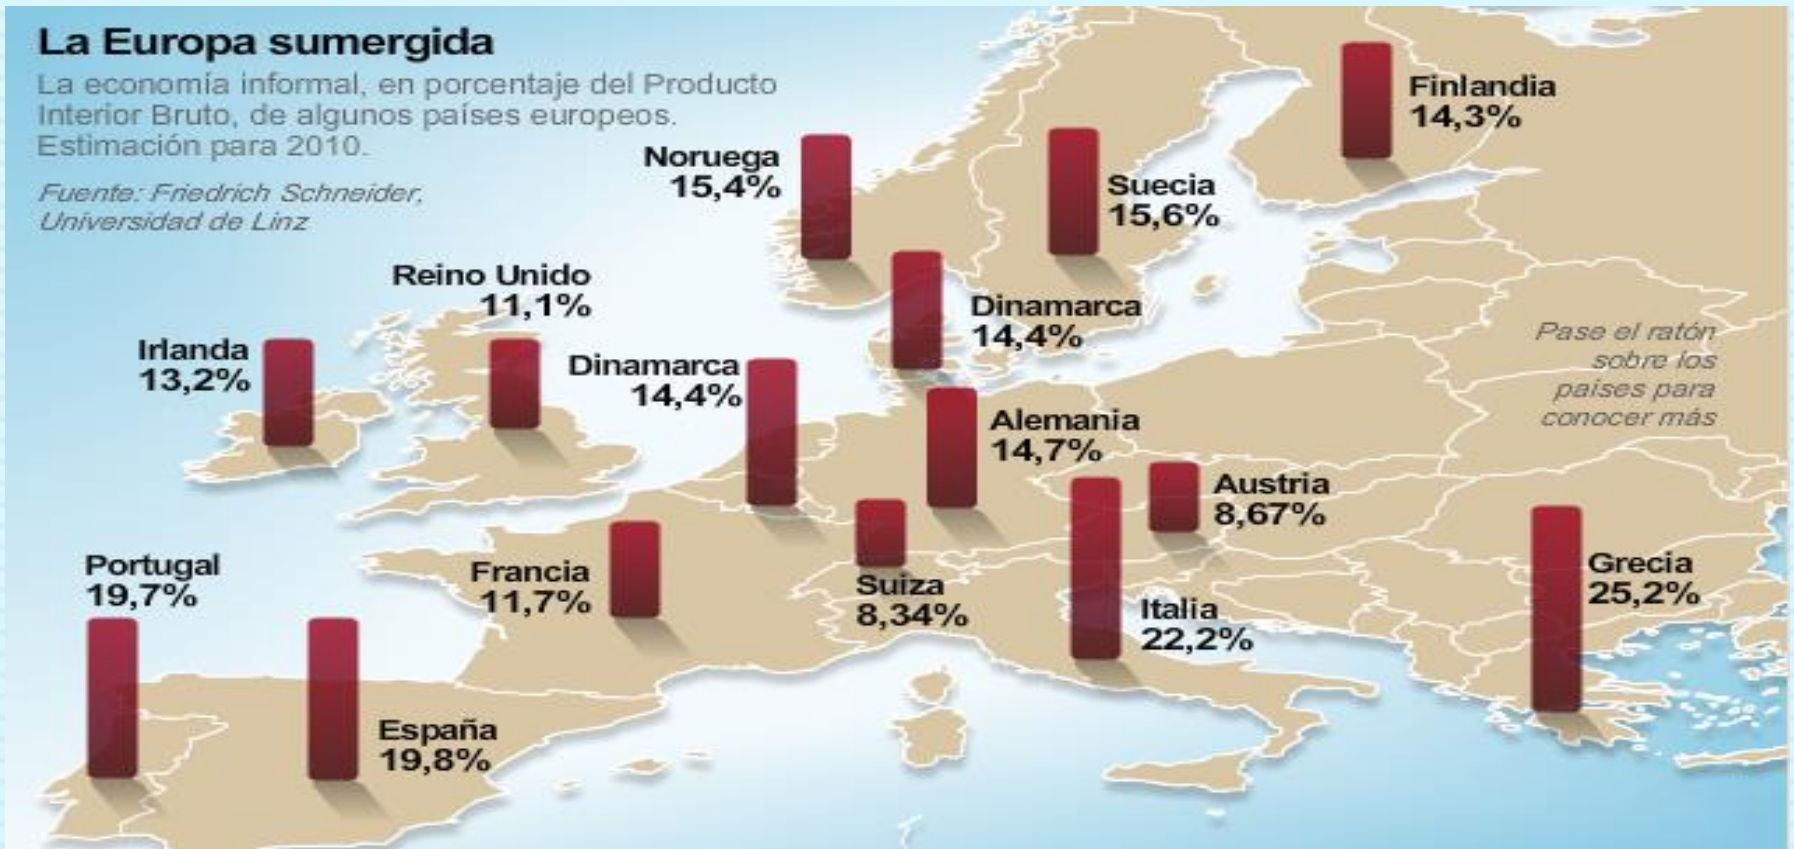 La Europa sumergida
La economía informal, en porcentaje del Producto
Interior Bruto, de algunos países europeos.
Estimación para 2010.
Fuente: Friedrich Schneider,
Universidad de Linz
Finlandia
14,3%
Noruega
15,4%
Suecia
15,6%
Reino Unido
11,1%
Dinamarca
14,4%
Irlanda
13,2%
Dinamarca
14,4%
Pase el ratón
sobre los
países para
conocer más
Alemania
14,7%
Austria
8,67%
Portugal
19,7%
Francia
11,7%
Suiza
8,34%
Grecia
25,2%
Italia
22,2%
España
19,8%